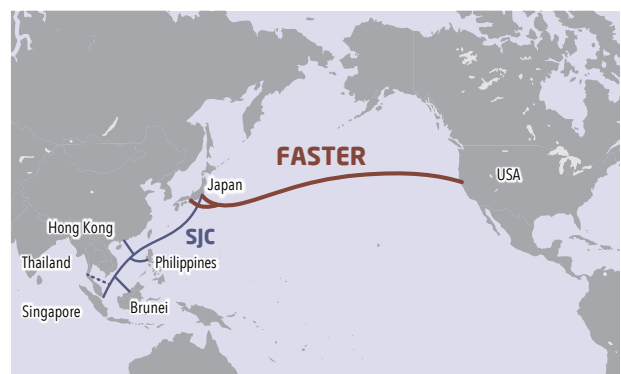 FASTER
USA
Japan
SJC
Hong Kong
Thailand
Philippines
Singapore
Brunei